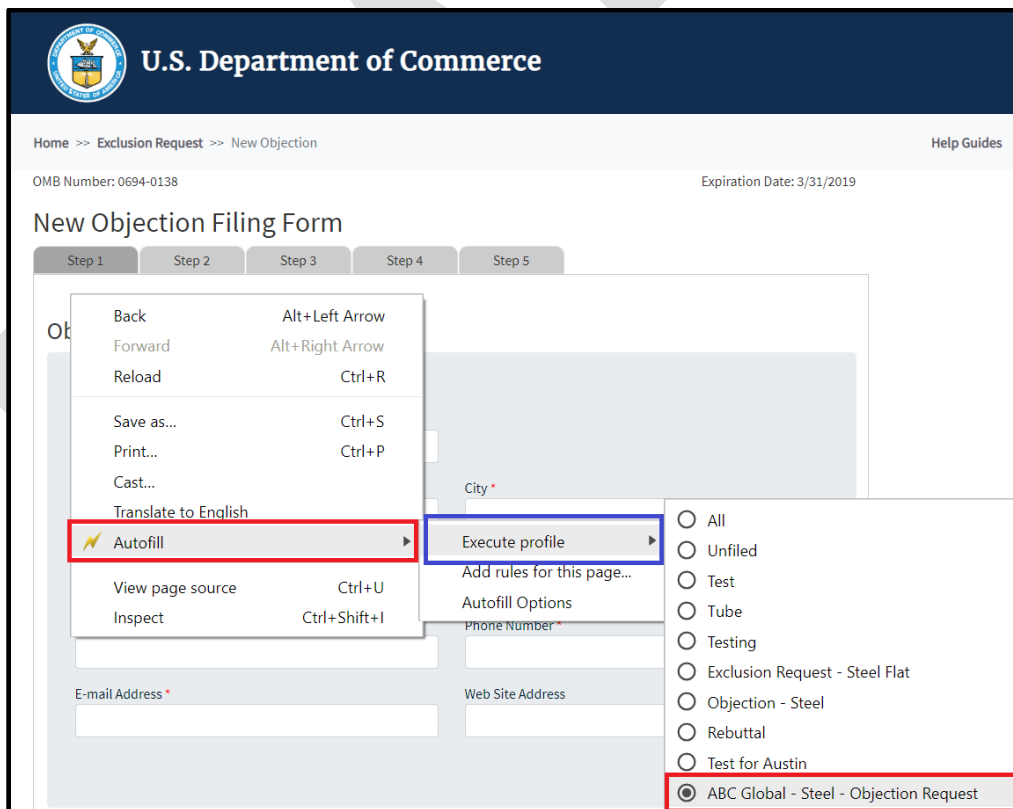 U.S. Department of Commerce
Home >> Exclusion Request >> New Objection Help Guides
OMB Number: 0694-0138 Expiration Date: 3/31/2019
New Objection Filing Form
Step 1 Step 2 Step 3 Step 4 Step 5
Ob
Back Alt+Left Arrow
Forward Alt+Right Arrow
Reload Ctrl+R
Save as... Ctrl+S
Print... Ctrl+P
Cast...
Translate to English
Autofill
View page source Ctrl+U
Inspect Ctrl+Shift+I
City *
Execute profile
Add rules for this page...
Autofill Options
Phone Number *
All
Unfiled
Test
Tube
Testing
Exclusion Request - Steel Flat
Objection - Steel
Rebuttal
Test for Austin
ABC Global - Steel - Objection Request
E-mail Address * Web Site Address